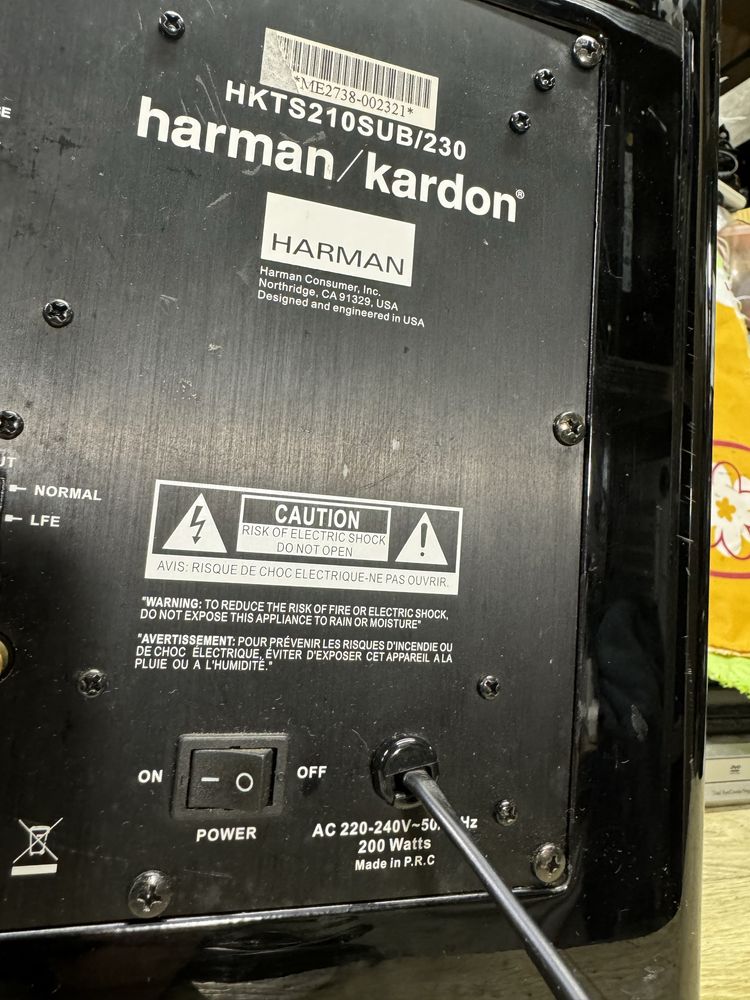 *ME2738-002321*
HKTS210SUB/230
harman/kardon®
HARMAN
Harman Consumer, Inc.
Northridge, CA 91329, USA
Designed and engineered in USA
NORMAL
LFE
CAUTION
RISK OF ELECTRIC SHOCK
DO NOT OPEN
AVIS: RISQUE DE CHOC ELECTRIQUE-NE PAS OUVRIR.
"WARNING: TO REDUCE THE RISK OF FIRE OR ELECTRIC SHOCK,
DO NOT EXPOSE THIS APPLIANCE TO RAIN OR MOISTURE"
"AVERTISSEMENT: POUR PRÉVENIR LES RISQUES D'INCENDIE OU
DE CHOC ÉLECTRIQUE, ÉVITER D'EXPOSER CET APPAREIL A LA
PLUIE OU A L'HUMIDITÉ."
ON
OFF
POWER
AC 220-240V~50/60Hz
200 Watts
Made in P.R.C